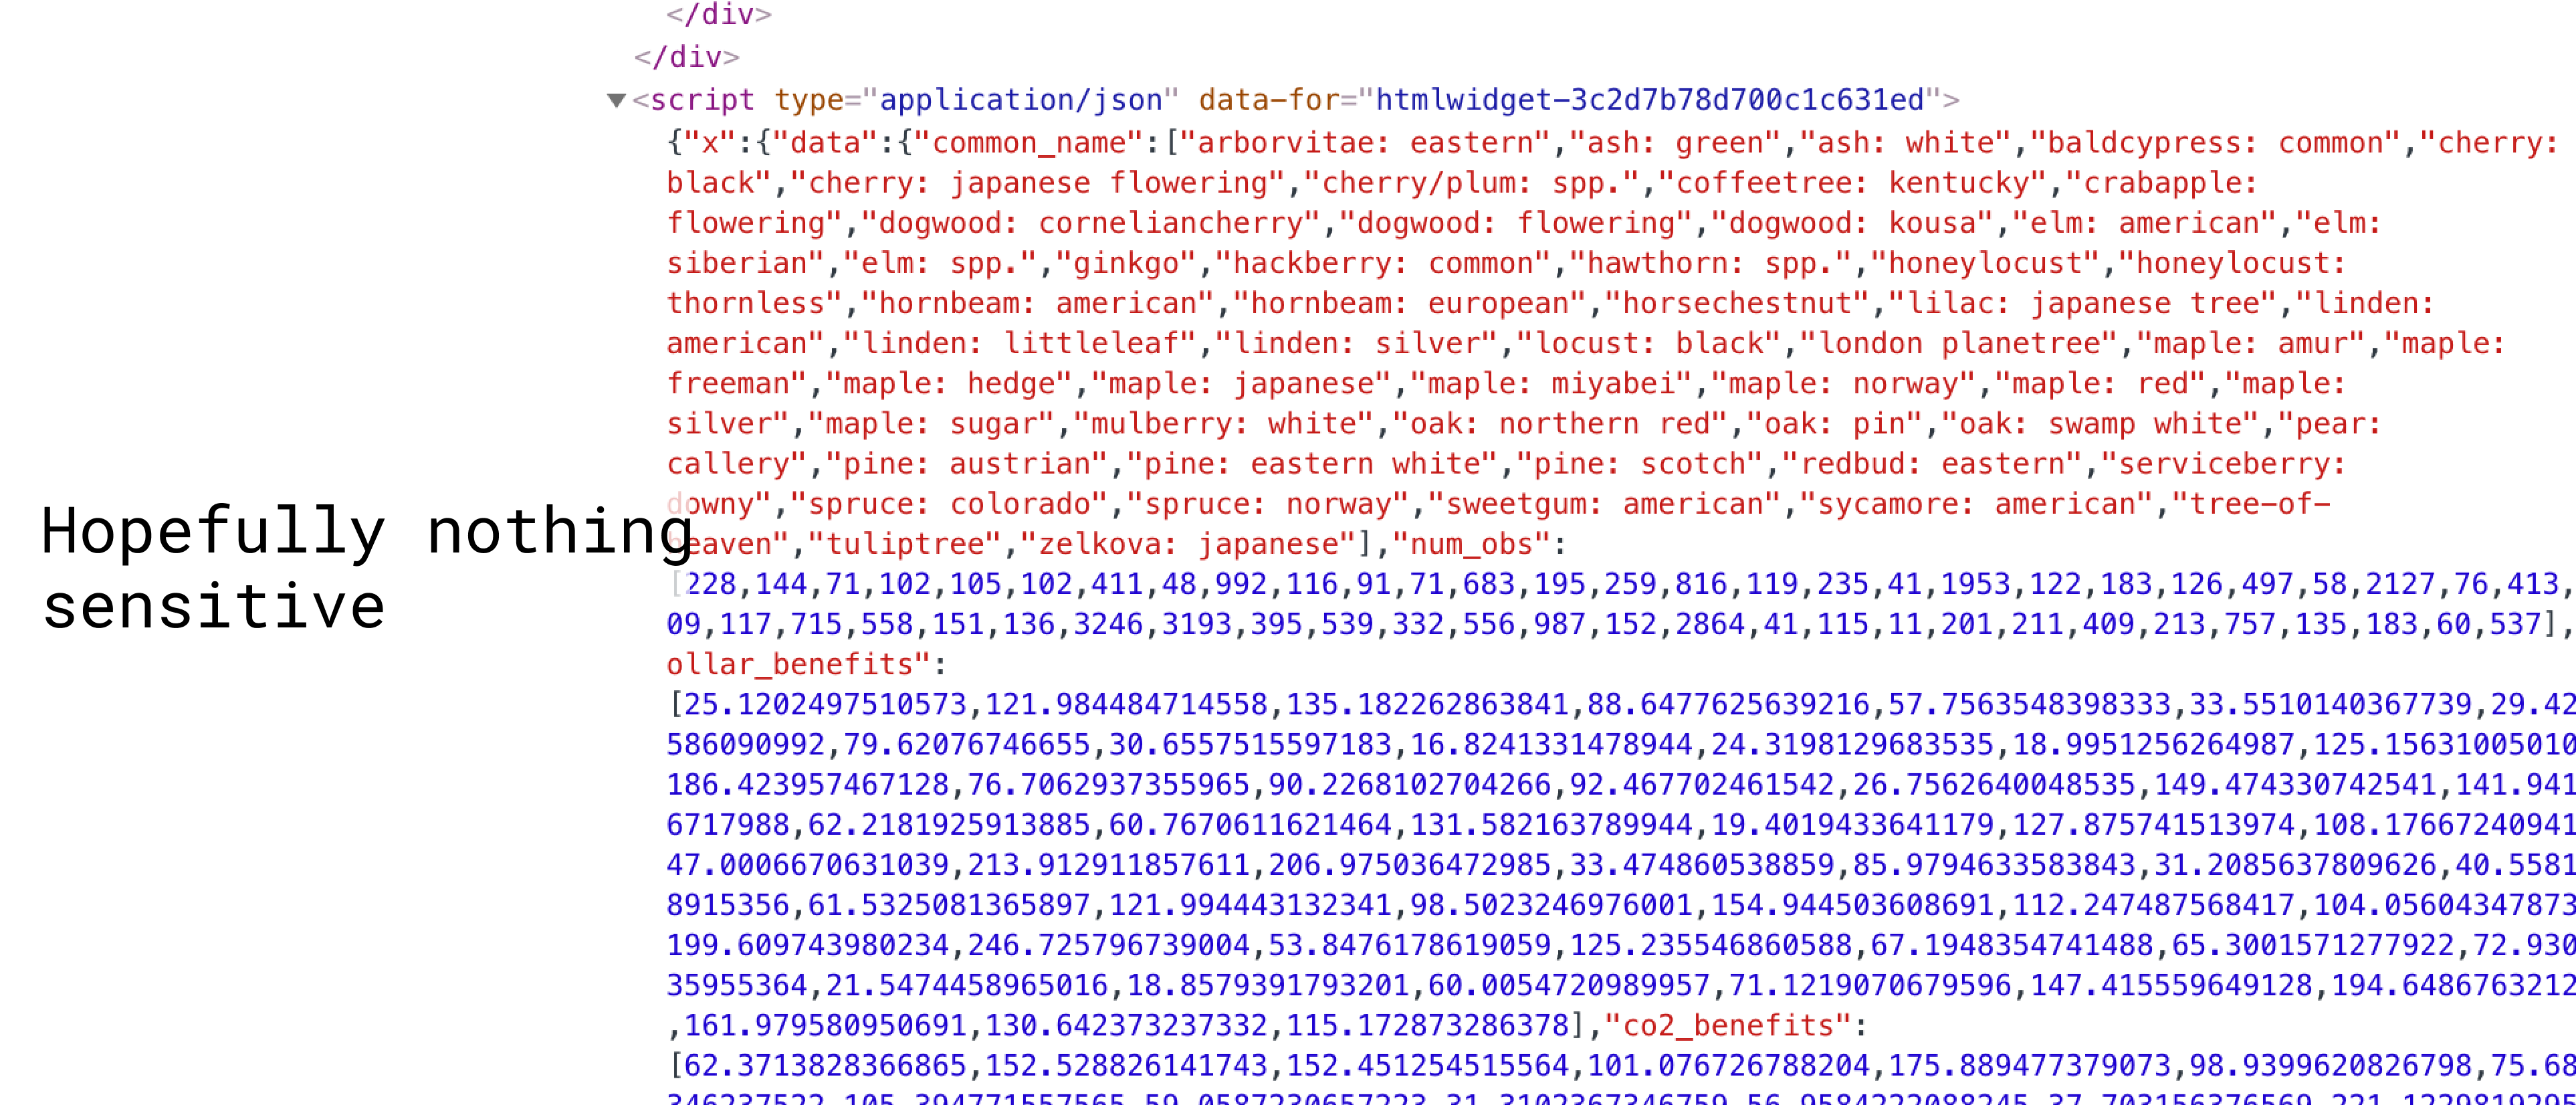 </div>
</div>
▼<script type="application/json" data-for="htmlwidget-3c2d7b78d700c1c631ed">
{"x":{"data":{"common_name":["arborvitae: eastern","ash: green","ash: white","baldcypress: common","cherry:
black","cherry: japanese flowering","cherry/plum: spp.","coffeetree: kentucky","crabapple:
flowering","dogwood: corneliancherry","dogwood: flowering","dogwood: kousa","elm: american","elm:
siberian","elm: spp.","ginkgo","hackberry: common","hawthorn: spp.","honeylocust","honeylocust:
thornless","hornbeam: american","hornbeam: european","horsechestnut","lilac: japanese tree","linden:
american","linden: littleleaf","linden: silver","locust: black","london planetree","maple: amur","maple:
freeman","maple: hedge","maple: japanese","maple: miyabei","maple: norway","maple: red","maple:
silver","maple: sugar","mulberry: white","oak: northern red","oak: pin","oak: swamp white","pear:
callery","pine: austrian","pine: eastern white","pine: scotch","redbud: eastern","serviceberry:
downy","spruce: colorado","spruce: norway","sweetgum: american","sycamore: american","tree-of-
heaven","tuliptree","zelkova: japanese"],"num_obs":
[228,144,71,102,105,102,411,48,992,116,91,71,683,195,259,816,119,235,41,1953,122,183,126,497,58,2127,76,413,
09,117,715,558,151,136,3246,3193,395,539,332,556,987,152,2864,41,115,11,201,211,409,213,757,135,183,60,537],
ollar_benefits":
[25.1202497510573,121.984484714558,135.182262863841,88.6477625639216,57.7563548398333,33.5510140367739,29.42
586090992,79.62076746655,30.6557515597183,16.8241331478944,24.3198129683535,18.9951256264987,125.15631005010
186.423957467128,76.7062937355965,90.2268102704266,92.467702461542,26.7562640048535,149.474330742541,141.941
6717988,62.2181925913885,60.7670611621464,131.582163789944,19.4019433641179,127.875741513974,108.17667240941
47.0006670631039,213.912911857611,206.975036472985,33.474860538859,85.9794633583843,31.2085637809626,40.5581
8915356,61.5325081365897,121.994443132341,98.5023246976001,154.944503608691,112.247487568417,104.05604347873
199.609743980234,246.725796739004,53.8476178619059,125.235546860588,67.1948354741488,65.3001571277922,72.930
35955364,21.5474458965016,18.8579391793201,60.0054720989957,71.1219070679596,147.415559649128,194.6486763212
,161.979580950691,130.642373237332,115.172873286378],"co2_benefits":
[62.3713828366865,152.528826141743,152.451254515564,101.076726788204,175.889477379073,98.9399620826798,75.68
Hopefully nothing
sensitive